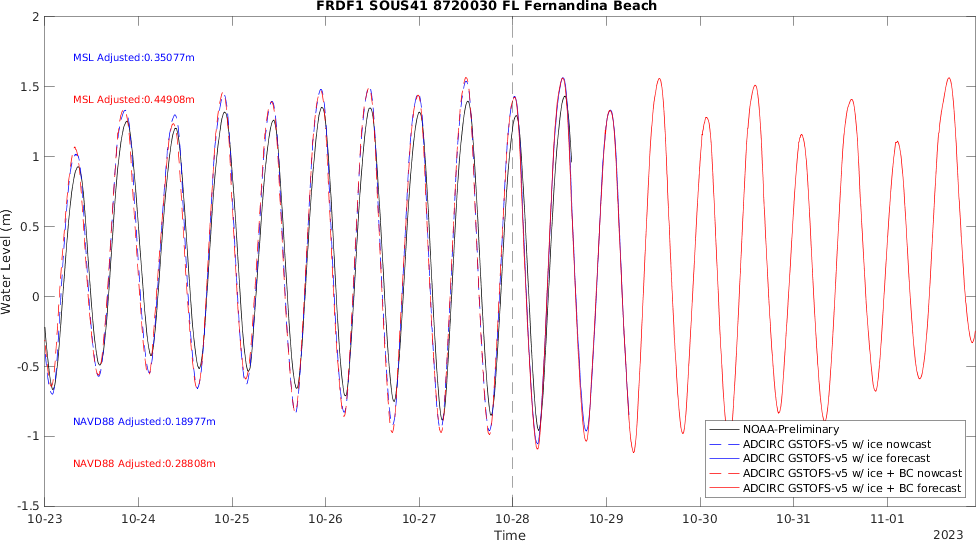 FRDF1 SOUS41 8720030 FL Fernandina Beach
2
1.5
1
0.5
0
-0.5
-1
-1.5
Water Level (m)
MSL Adjusted:0.35077m
MSL Adjusted:0.44908m
NAVD88 Adjusted:0.18977m
NAVD88 Adjusted:0.28808m
NOAA-Preliminary
ADCIRC GSTOFS-v5 w/ ice nowcast
ADCIRC GSTOFS-v5 w/ ice forecast
ADCIRC GSTOFS-v5 w/ ice + BC nowcast
ADCIRC GSTOFS-v5 w/ ice + BC forecast
10-23 10-24 10-25 10-26 10-27 10-28 10-29 10-30 10-31 11-01
Time
2023